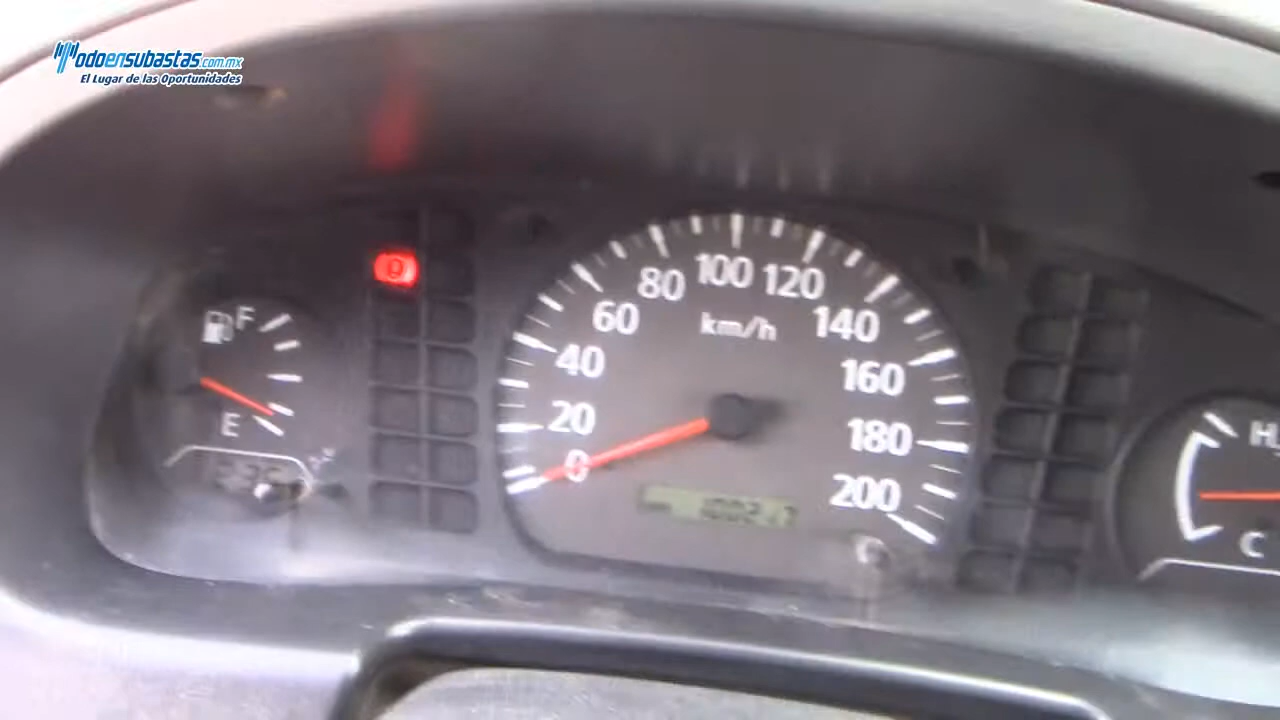 Todoensubastas.com.mx
El Lugar de las Oportunidades
F
E
0
20
40
60
80
100
120
140
160
180
200
km/h
H
C